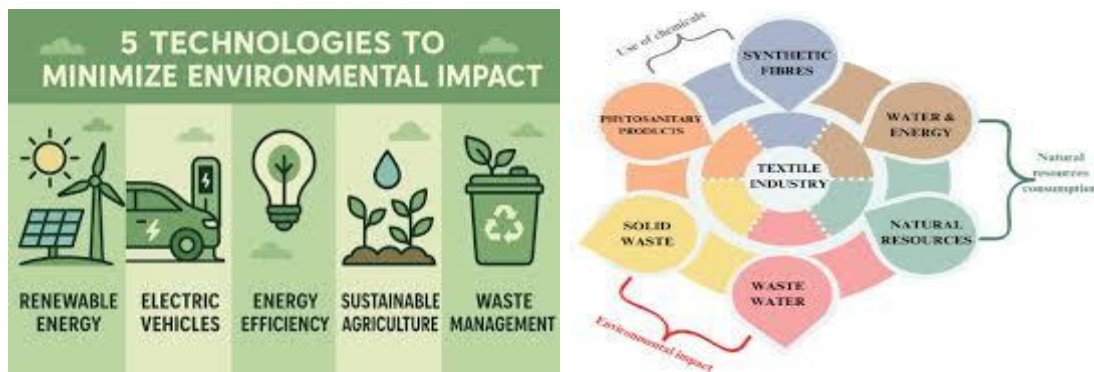 5 TECHNOLOGIES TO
MINIMIZE ENVIRONMENTAL IMPACT
RENEWABLE
ENERGY
ELECTRIC
VEHICLES
ENERGY
EFFICIENCY
SUSTAINABLE
AGRICULTURE
WASTE
MANAGEMENT
Use of chemicals
SYNTHETIC
FIBRES
PHYTOSANITARY
PRODUCTS
WATER &
ENERGY
TEXTILE
INDUSTRY
Natural
resources
consumption
SOLID
WASTE
NATURAL
RESOURCES
WASTE
WATER
Environmental impact